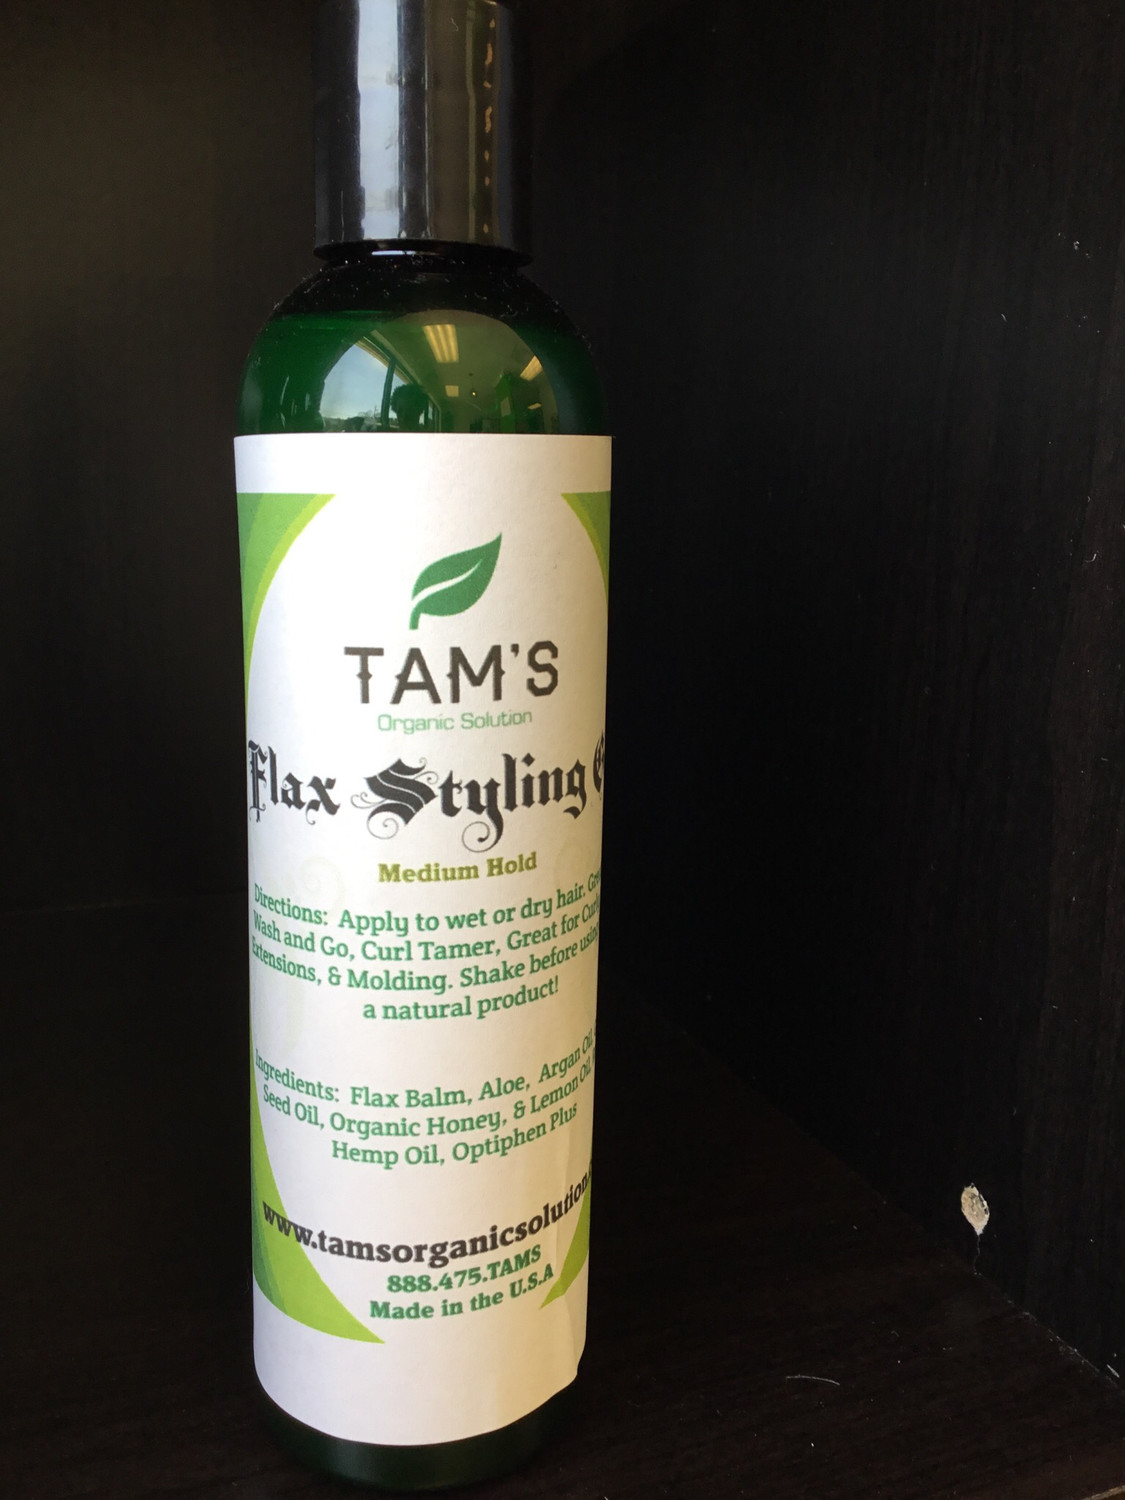 TAM'S
Organic Solution
Flax Styling
Medium Hold
Directions: Apply to wet or dry hair.
Wash and Go, Curl Tamer, Great for
Extensions, & Molding. Shake before
a natural product!
Ingredients: Flax Balm, Aloe, Argan Oil,
Seed Oil, Organic Honey, & Lemon Oil,
Hemp Oil, Optiphen Plus
www.tamsorganicsolution.
888.475.TAMS
Made in the U.S.A